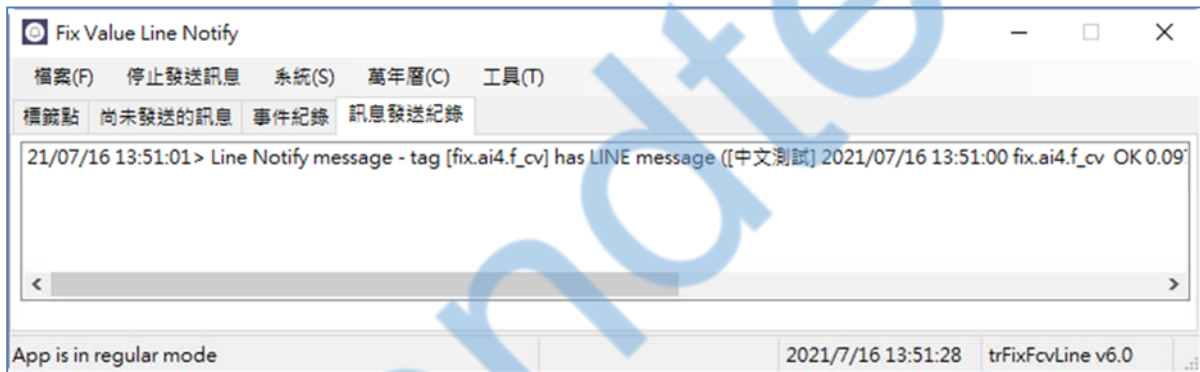 Fix Value Line Notify
檔案(F) 停止發送訊息 系統(S) 萬年曆(C) 工具(T)
標籤點 尚未發送的訊息 事件紀錄 訊息發送紀錄
21/07/16 13:51:01> Line Notify message - tag [fix.ai4.f_cv] has LINE message ([中文測試] 2021/07/16 13:51:00 fix.ai4.f_cv OK 0.097
App is in regular mode 2021/7/16 13:51:28 trFixFcvLine v6.0